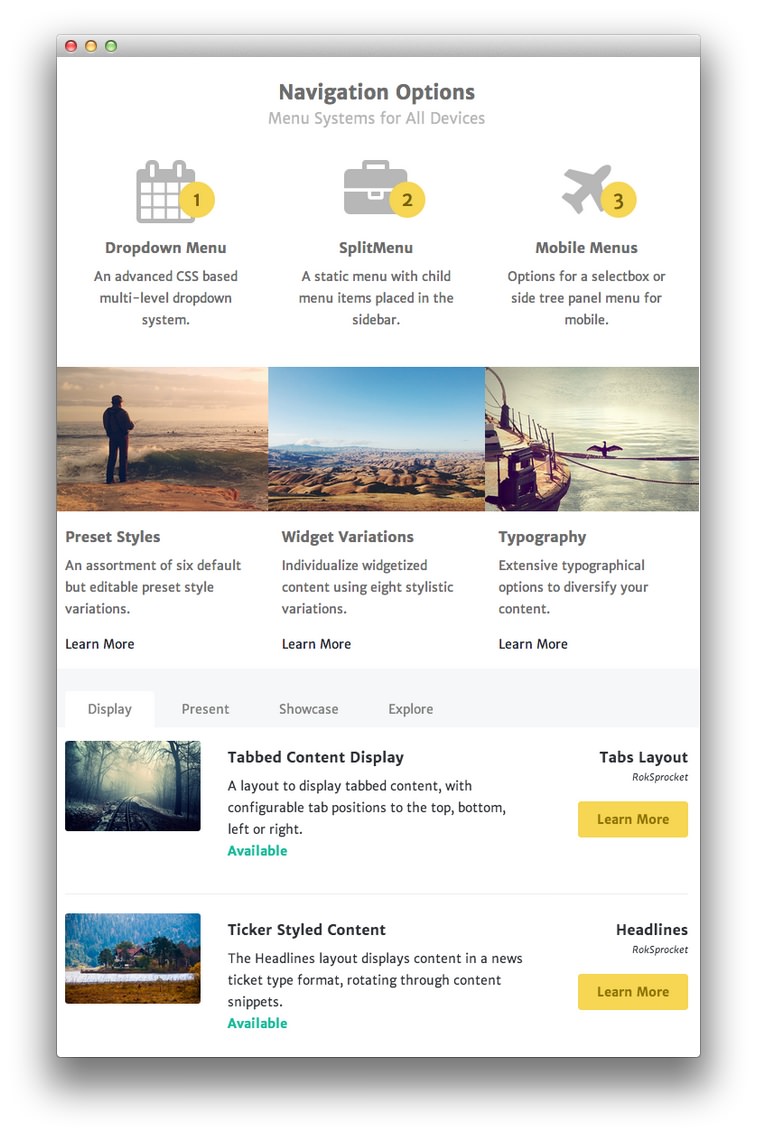 Navigation Options
Menu Systems for All Devices
1
2
3
Dropdown Menu
An advanced CSS based
multi-level dropdown
system.
SplitMenu
A static menu with child
menu items placed in the
sidebar.
Mobile Menus
Options for a selectbox or
side tree panel menu for
mobile.
Preset Styles
An assortment of six default
but editable preset style
variations.
Learn More
Widget Variations
Individualize widgetized
content using eight stylistic
variations.
Learn More
Typography
Extensive typographical
options to diversify your
content.
Learn More
Display Present Showcase Explore
Tabbed Content Display
A layout to display tabbed content, with
configurable tab positions to the top, bottom,
left or right.
Available
Tabs Layout
RokSprocket
Learn More
Ticker Styled Content
The Headlines layout displays content in a news
ticket type format, rotating through content
snippets.
Available
Headlines
RokSprocket
Learn More